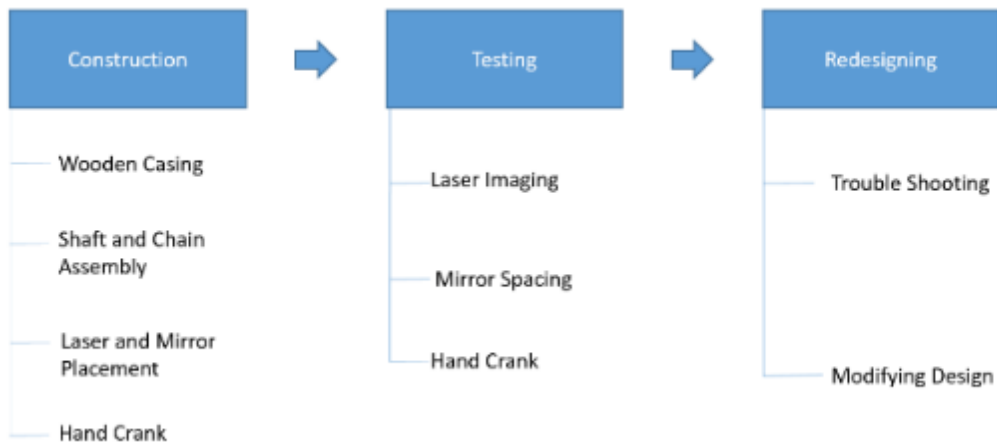 Construction
Testing
Redesigning
Wooden Casing
Shaft and Chain
Assembly
Laser and Mirror
Placement
Hand Crank
Laser Imaging
Mirror Spacing
Hand Crank
Trouble Shooting
Modifying Design